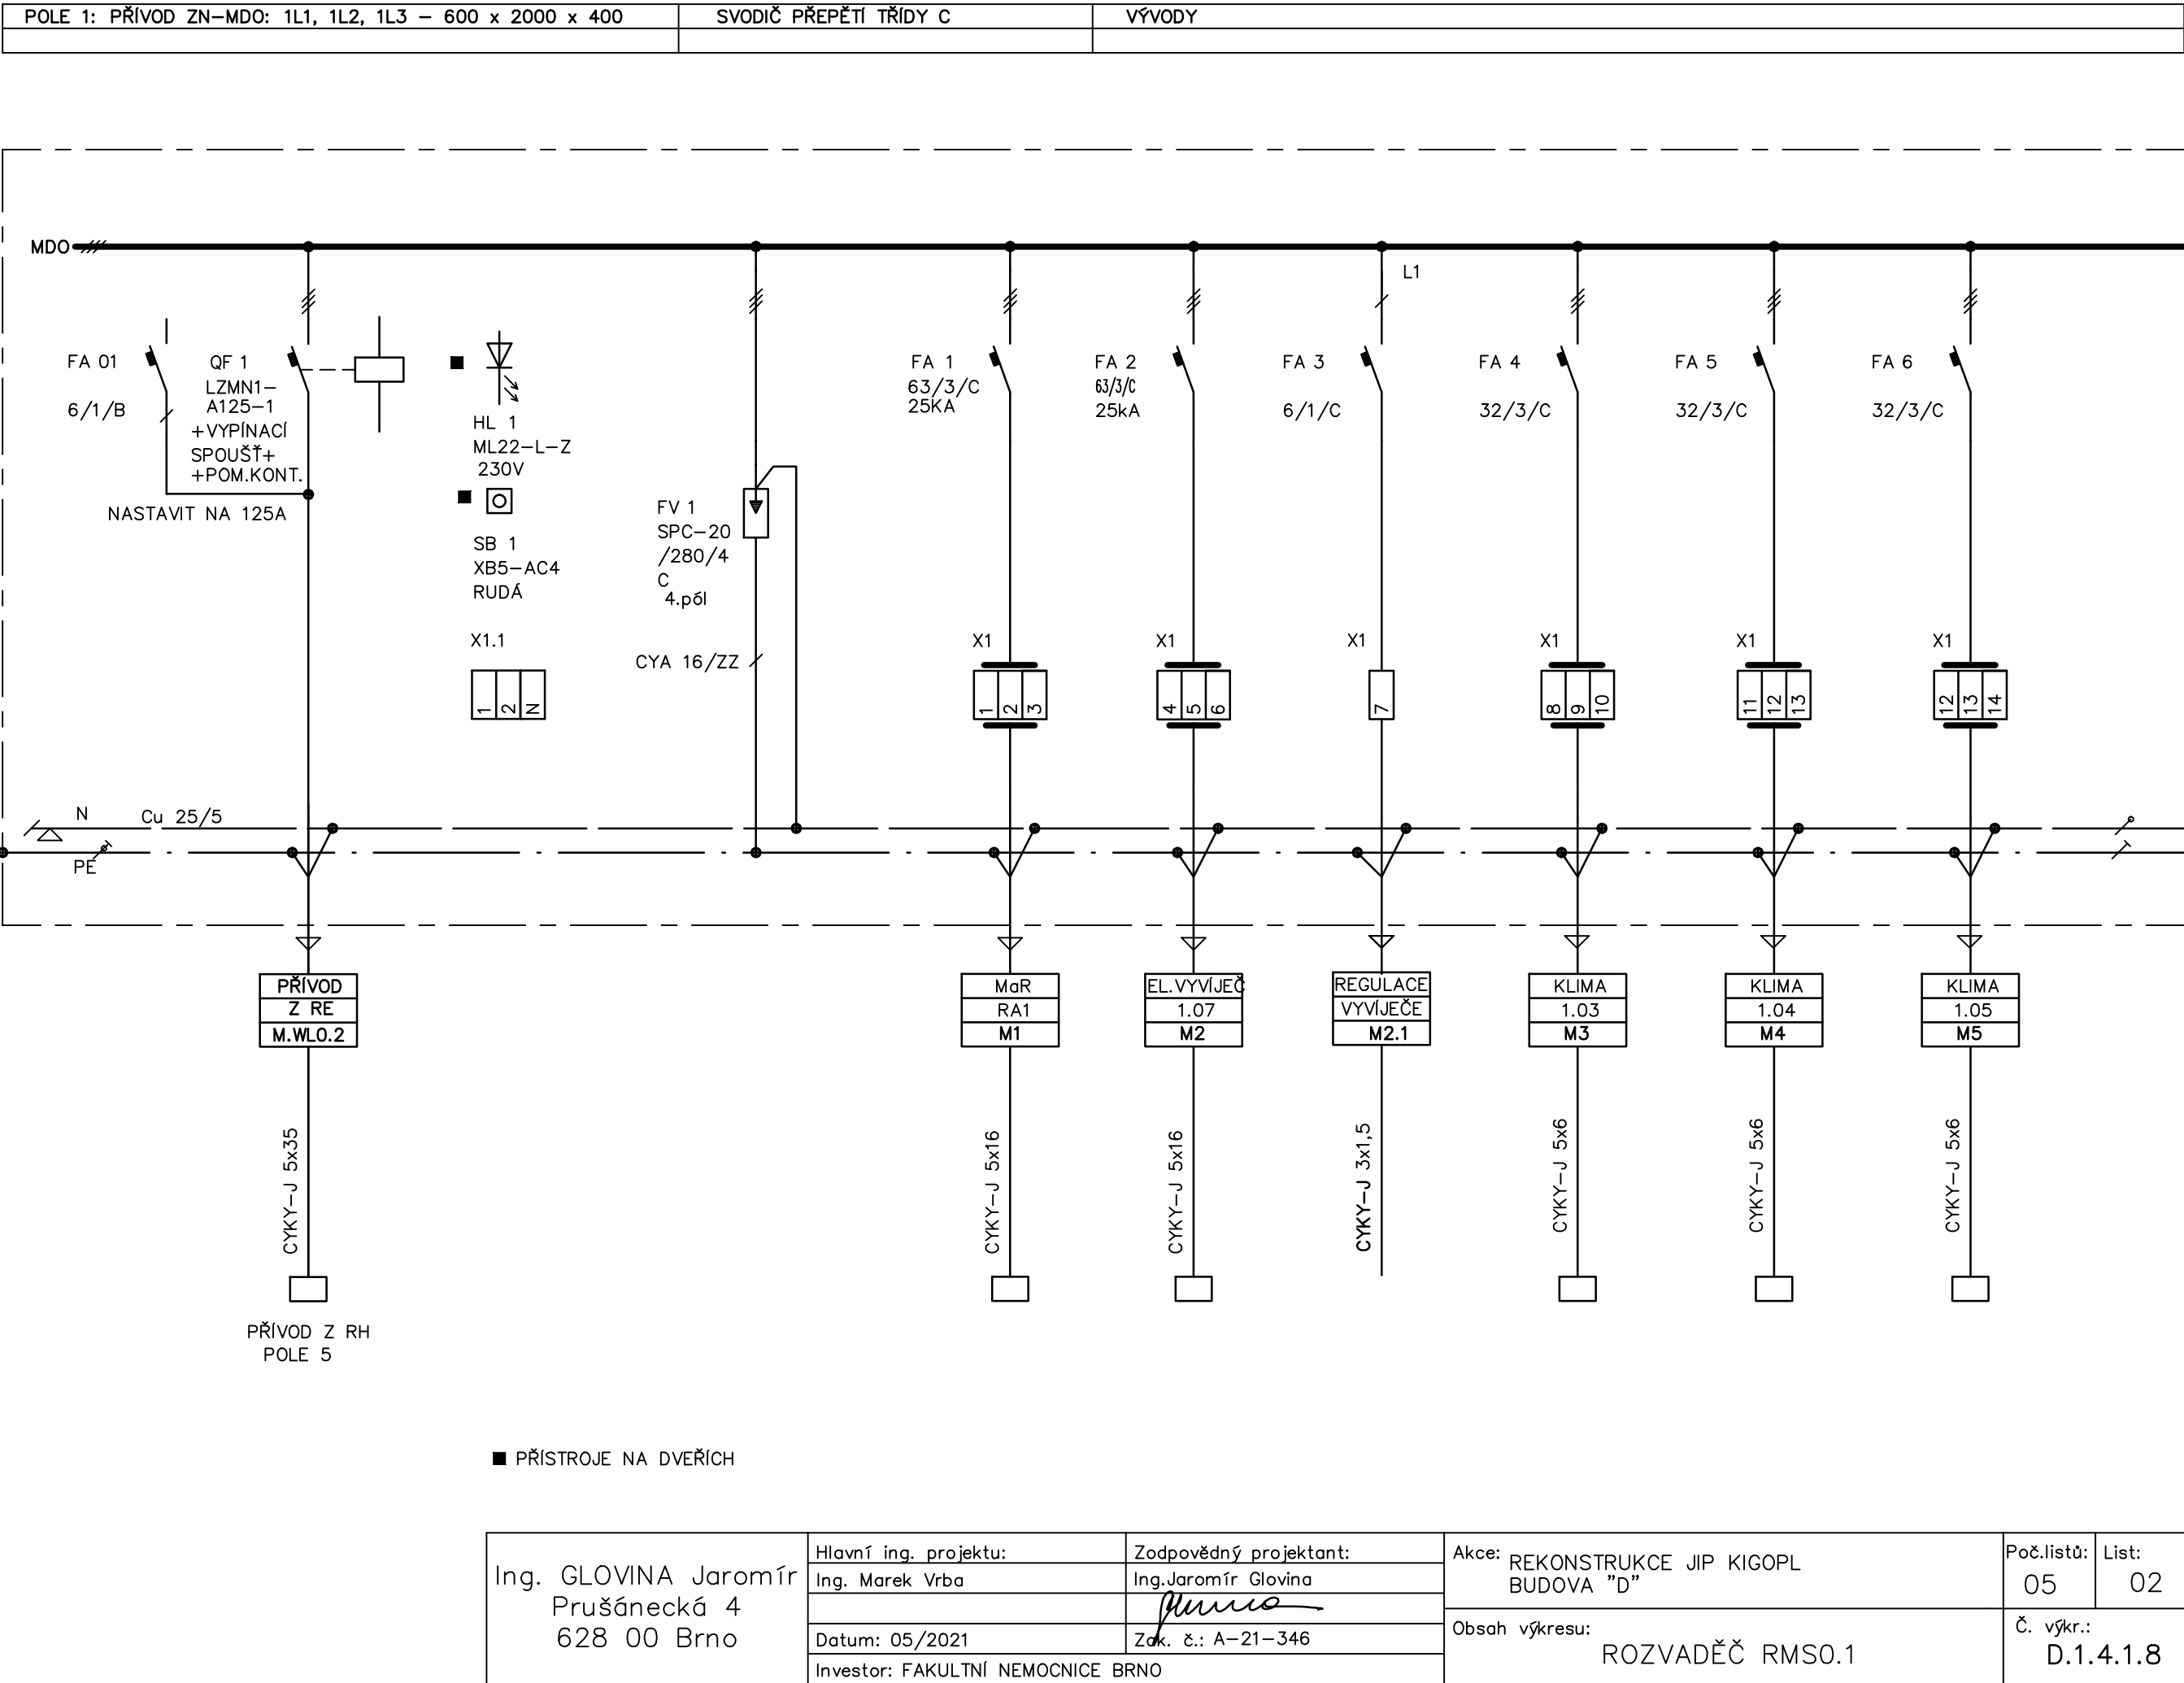 POLE 1: PŘÍVOD ZN-MDO: 1L1, 1L2, 1L3 - 600 x 2000 x 400
SVODIČ PŘEPĚTÍ TŘÍDY C
VÝVODY
MDO
L1
FA 01
6/1/B
QF 1
LZMN1-
A125-1
+VYPÍNACÍ
SPOUŠŤ+
+POM.KONT.
NASTAVIT NA 125A
HL 1
ML22-L-Z
230V
SB 1
XB5-AC4
RUDÁ
X1.1
1 2 N
FV 1
SPC-20
/280/4
C
4.pól
CYA 16/ZZ
FA 1
63/3/C
25KA
FA 2
63/3/C
25kA
FA 3
6/1/C
FA 4
32/3/C
FA 5
32/3/C
FA 6
32/3/C
X1
1 2 3
X1
4 5 6
X1
7
X1
8 9 10
X1
11 12 13
X1
12 13 14
N
Cu 25/5
PE
PŘÍVOD
Z RE
M.WL0.2
MaR
RA1
M1
EL.VYVÍJEČ
1.07
M2
REGULACE
VYVÍJEČE
M2.1
KLIMA
1.03
M3
KLIMA
1.04
M4
KLIMA
1.05
M5
CYKY-J 5x35
CYKY-J 5x16
CYKY-J 5x16
CYKY-J 3x1,5
CYKY-J 5x6
CYKY-J 5x6
CYKY-J 5x6
PŘÍVOD Z RH
POLE 5
PŘÍSTROJE NA DVEŘÍCH
Ing. GLOVINA Jaromír
Prušánecká 4
628 00 Brno
Hlavní ing. projektu:
Ing. Marek Vrba
Datum: 05/2021
Zodpovědný projektant:
Ing.Jaromír Glovina
Zak. č.: A-21-346
Investor: FAKULTNÍ NEMOCNICE BRNO
Akce: REKONSTRUKCE JIP KIGOPL
BUDOVA "D"
Obsah výkresu:
ROZVADĚČ RMS0.1
Poč.listů:
05
List:
02
Č. výkr.:
D.1.4.1.8